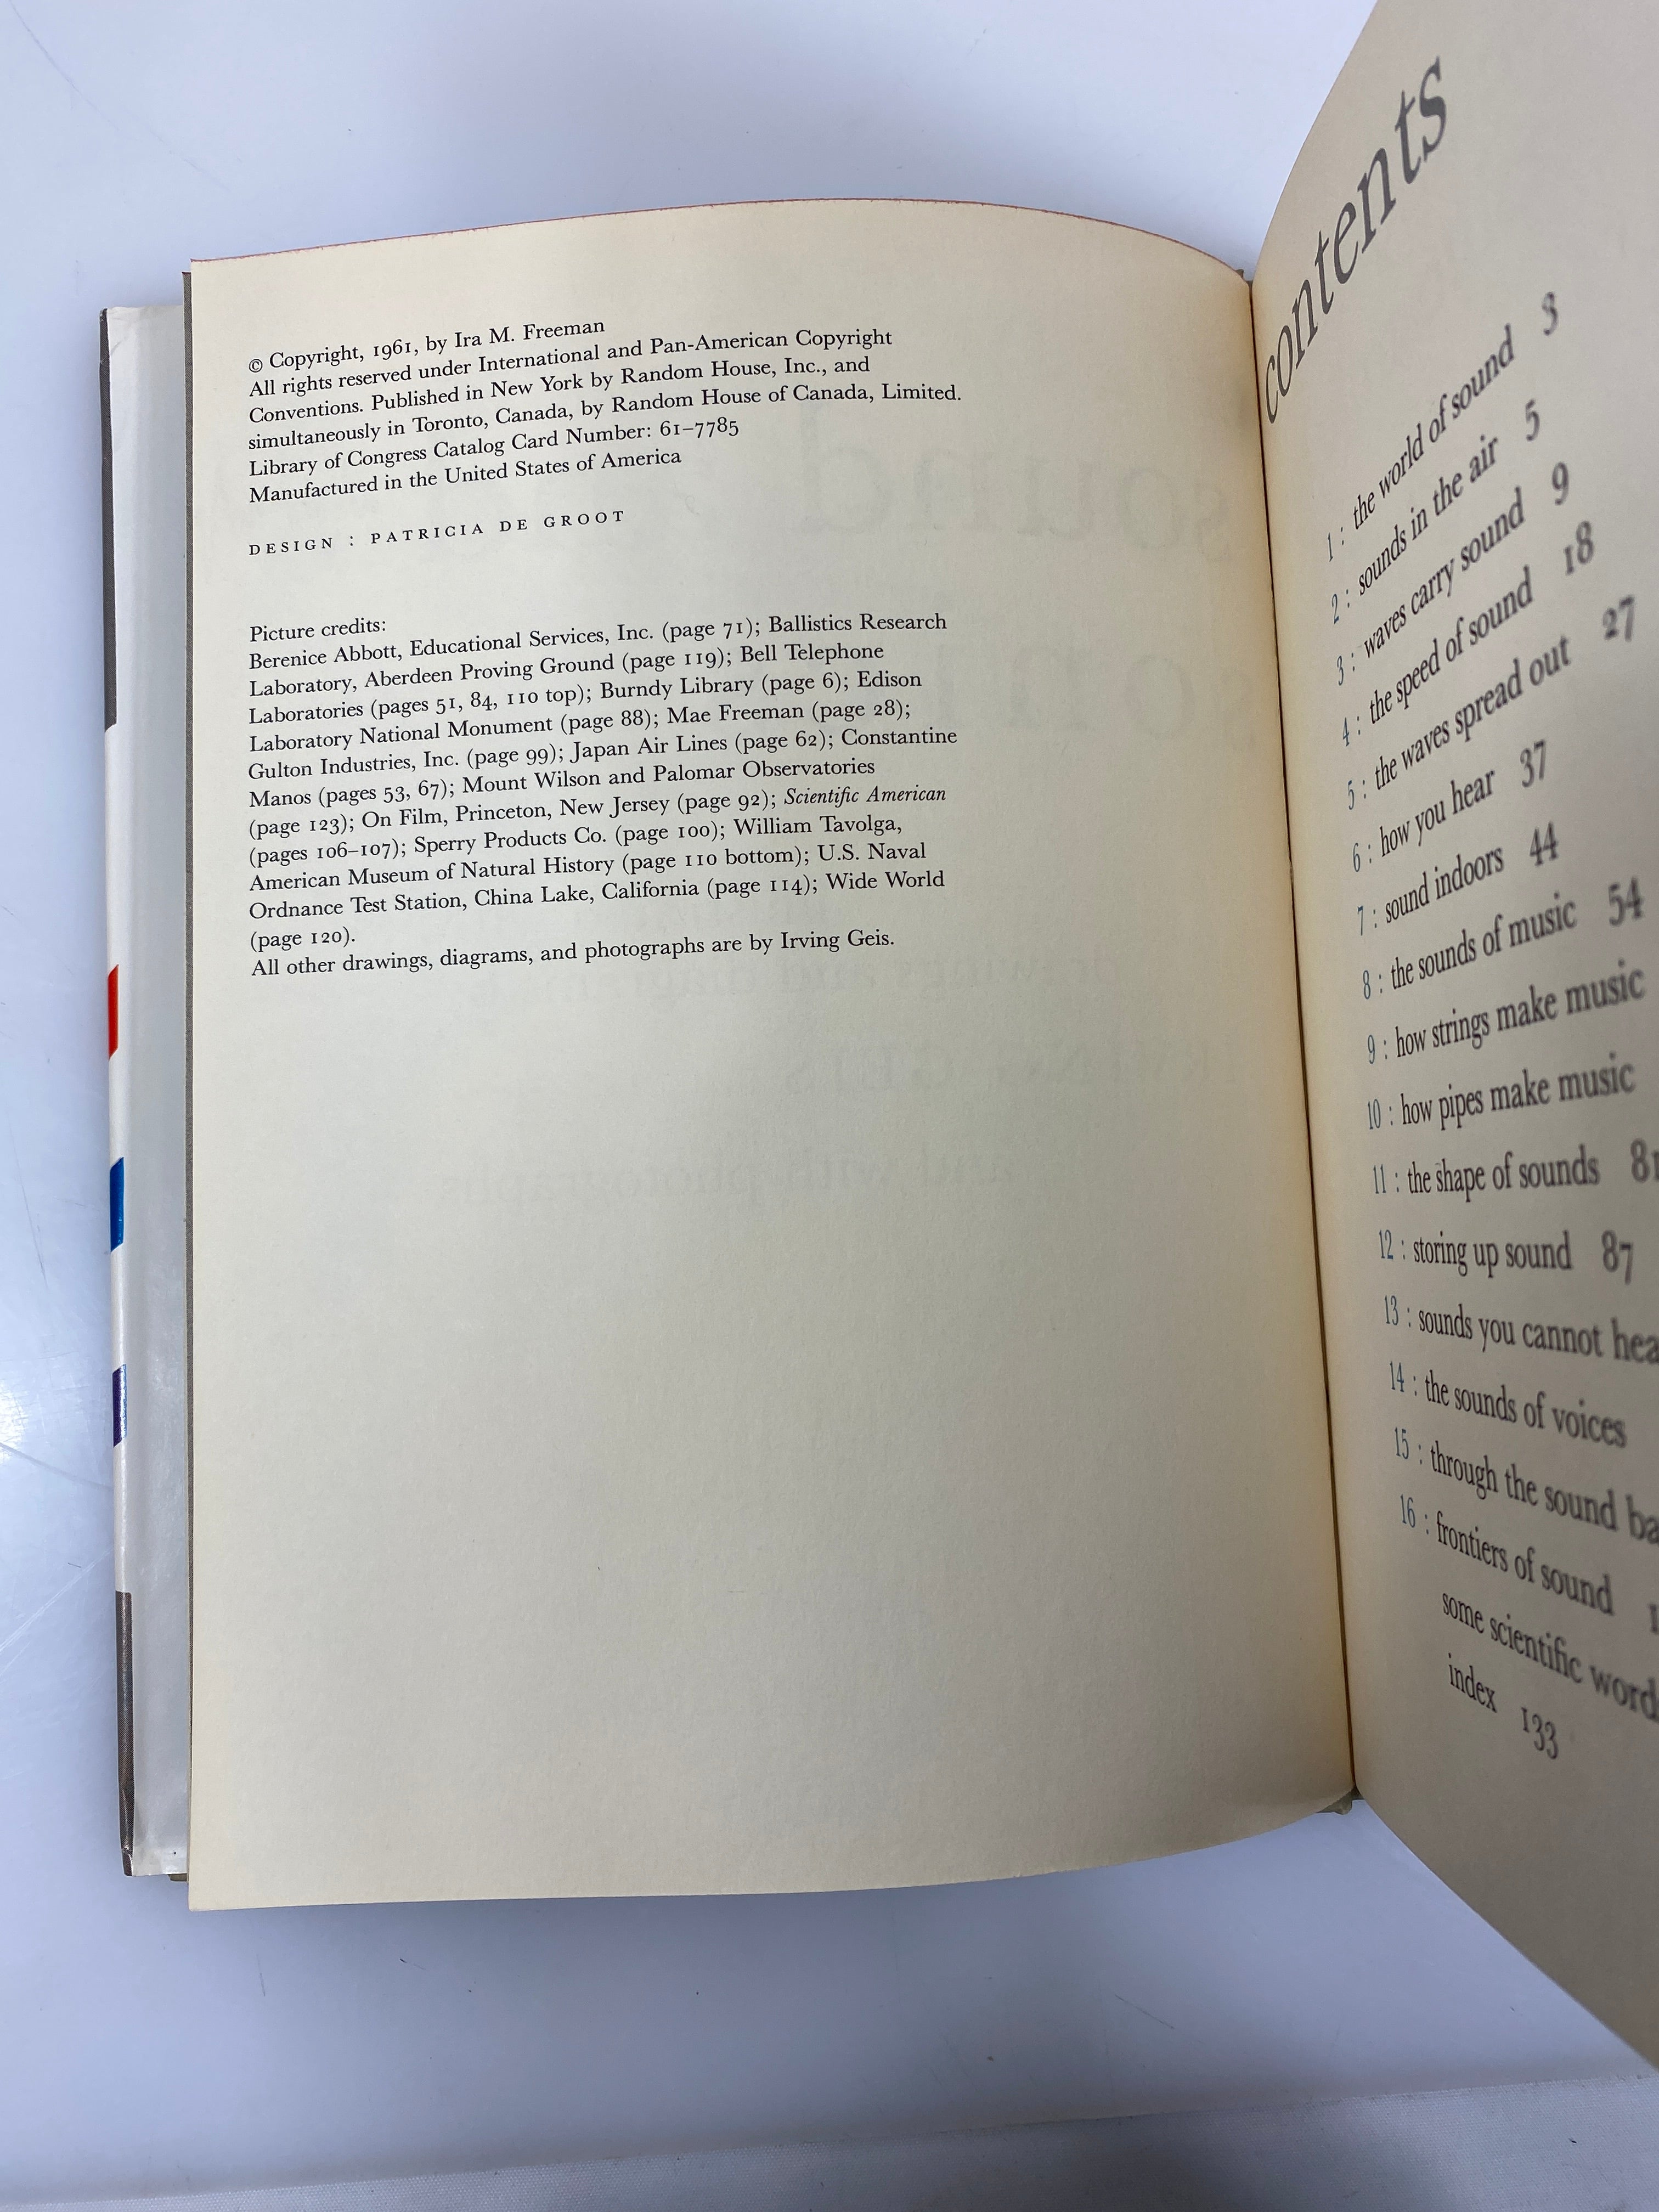 © Copyright, 1961, by Ira M. Freeman
All rights reserved under International and Pan-American Copyright
Conventions. Published in New York by Random House, Inc., and
simultaneously in Toronto, Canada, by Random House of Canada, Limited.
Library of Congress Catalog Card Number: 61–7785
Manufactured in the United States of America
DESIGN : PATRICIA DE GROOT
Picture credits:
Berenice Abbott, Educational Services, Inc. (page 71); Ballistics Research
Laboratory, Aberdeen Proving Ground (page 119); Bell Telephone
Laboratories (pages 51, 84, 110 top); Burndy Library (page 6); Edison
Laboratory National Monument (page 88); Mae Freeman (page 28);
Gulton Industries, Inc. (page 99); Japan Air Lines (page 62); Constantine
Manos (pages 53, 67); Mount Wilson and Palomar Observatories
(page 123); On Film, Princeton, New Jersey (page 92); Scientific American
(pages 106–107); Sperry Products Co. (page 100); William Tavolga,
American Museum of Natural History (page 110 bottom); U.S. Naval
Ordnance Test Station, China Lake, California (page 114); Wide World
(page 120).
All other drawings, diagrams, and photographs are by Irving Geis.
contents
1 : the world of sound 3
2 : sounds in the air 5
3 : waves carry sound 9
4 : the speed of sound 18
5 : the waves spread out 27
6 : how you hear 37
7 : sound indoors 44
8 : the sounds of music 54
9 : how strings make music
10 : how pipes make music
11 : the shape of sounds 81
12 : storing up sound 87
13 : sounds you cannot
14 : the sounds of voices
15 : through the sound
16 : frontiers of sound
some scientific
index 133